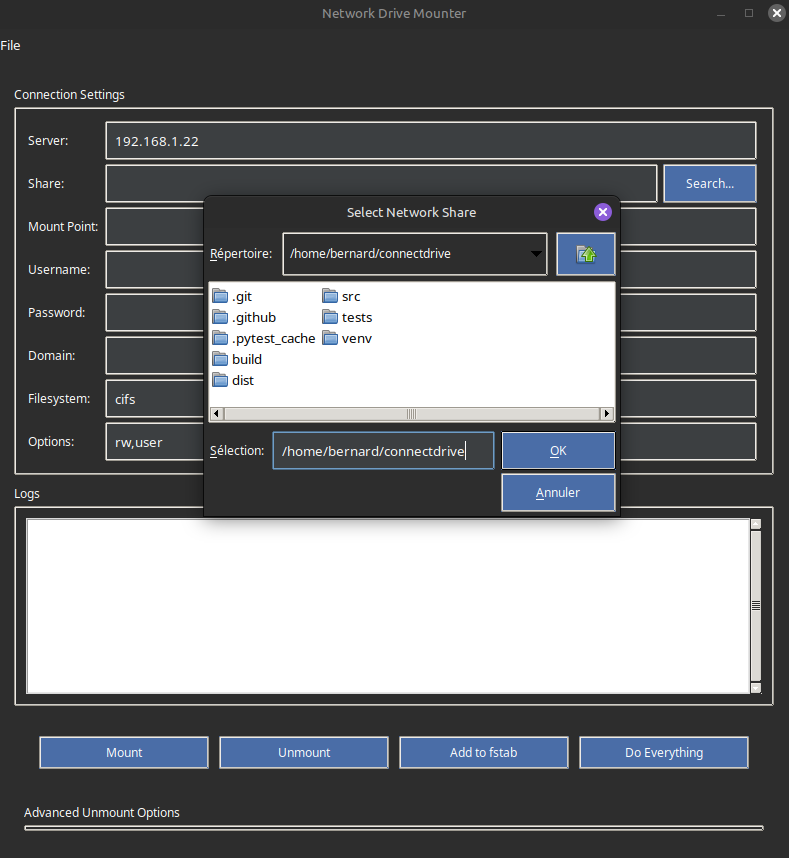 Network Drive Mounter
File
Connection Settings
Server: 192.168.1.22
Share: Search...
Select Network Share
Mount Point:
Répertoire: /home/bernard/connectdrive
Username:
.git src
.github tests
Password:
.pytest_cache venv
Domain:
build
dist
Filesystem: cifs
Options: rw,user
Sélection: /home/bernard/connectdrive OK
Annuler
Logs
Mount Unmount Add to fstab Do Everything
Advanced Unmount Options